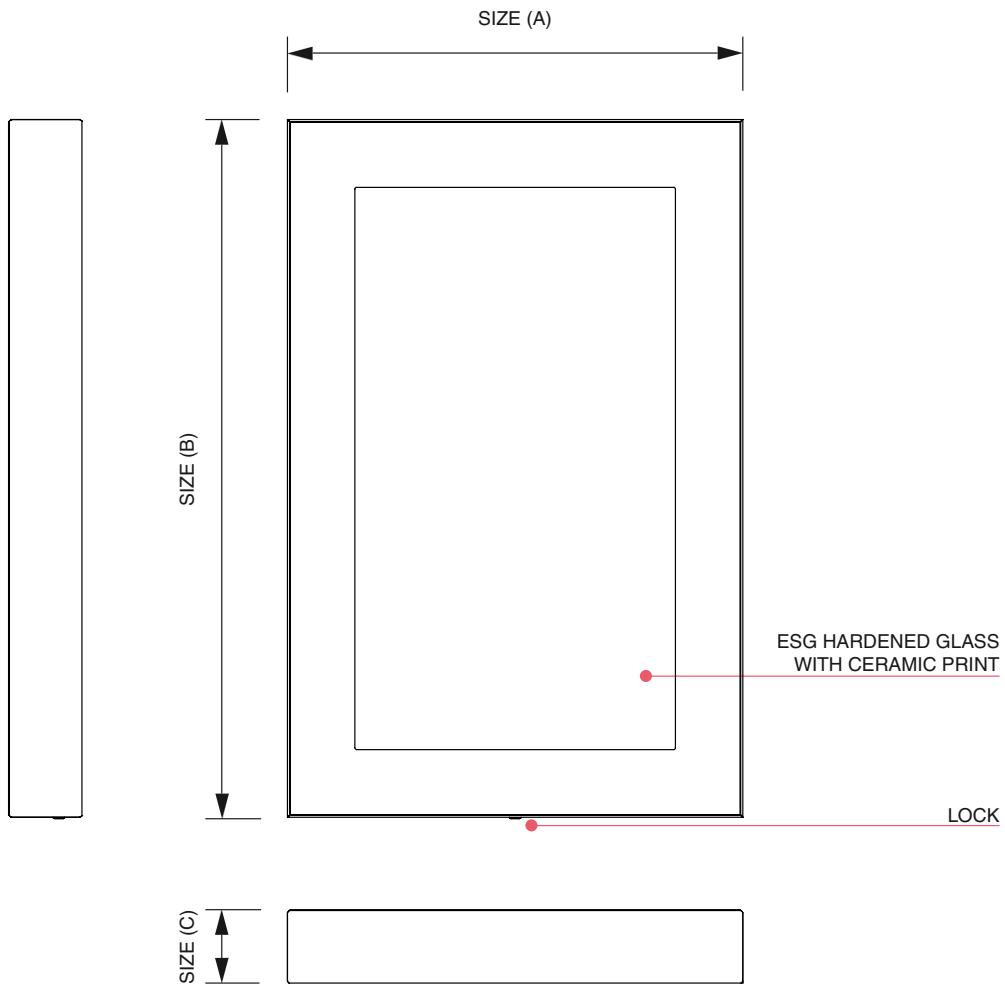 SIZE (A)
SIZE (B)
ESG HARDENED GLASS
WITH CERAMIC PRINT
LOCK
SIZE (C)